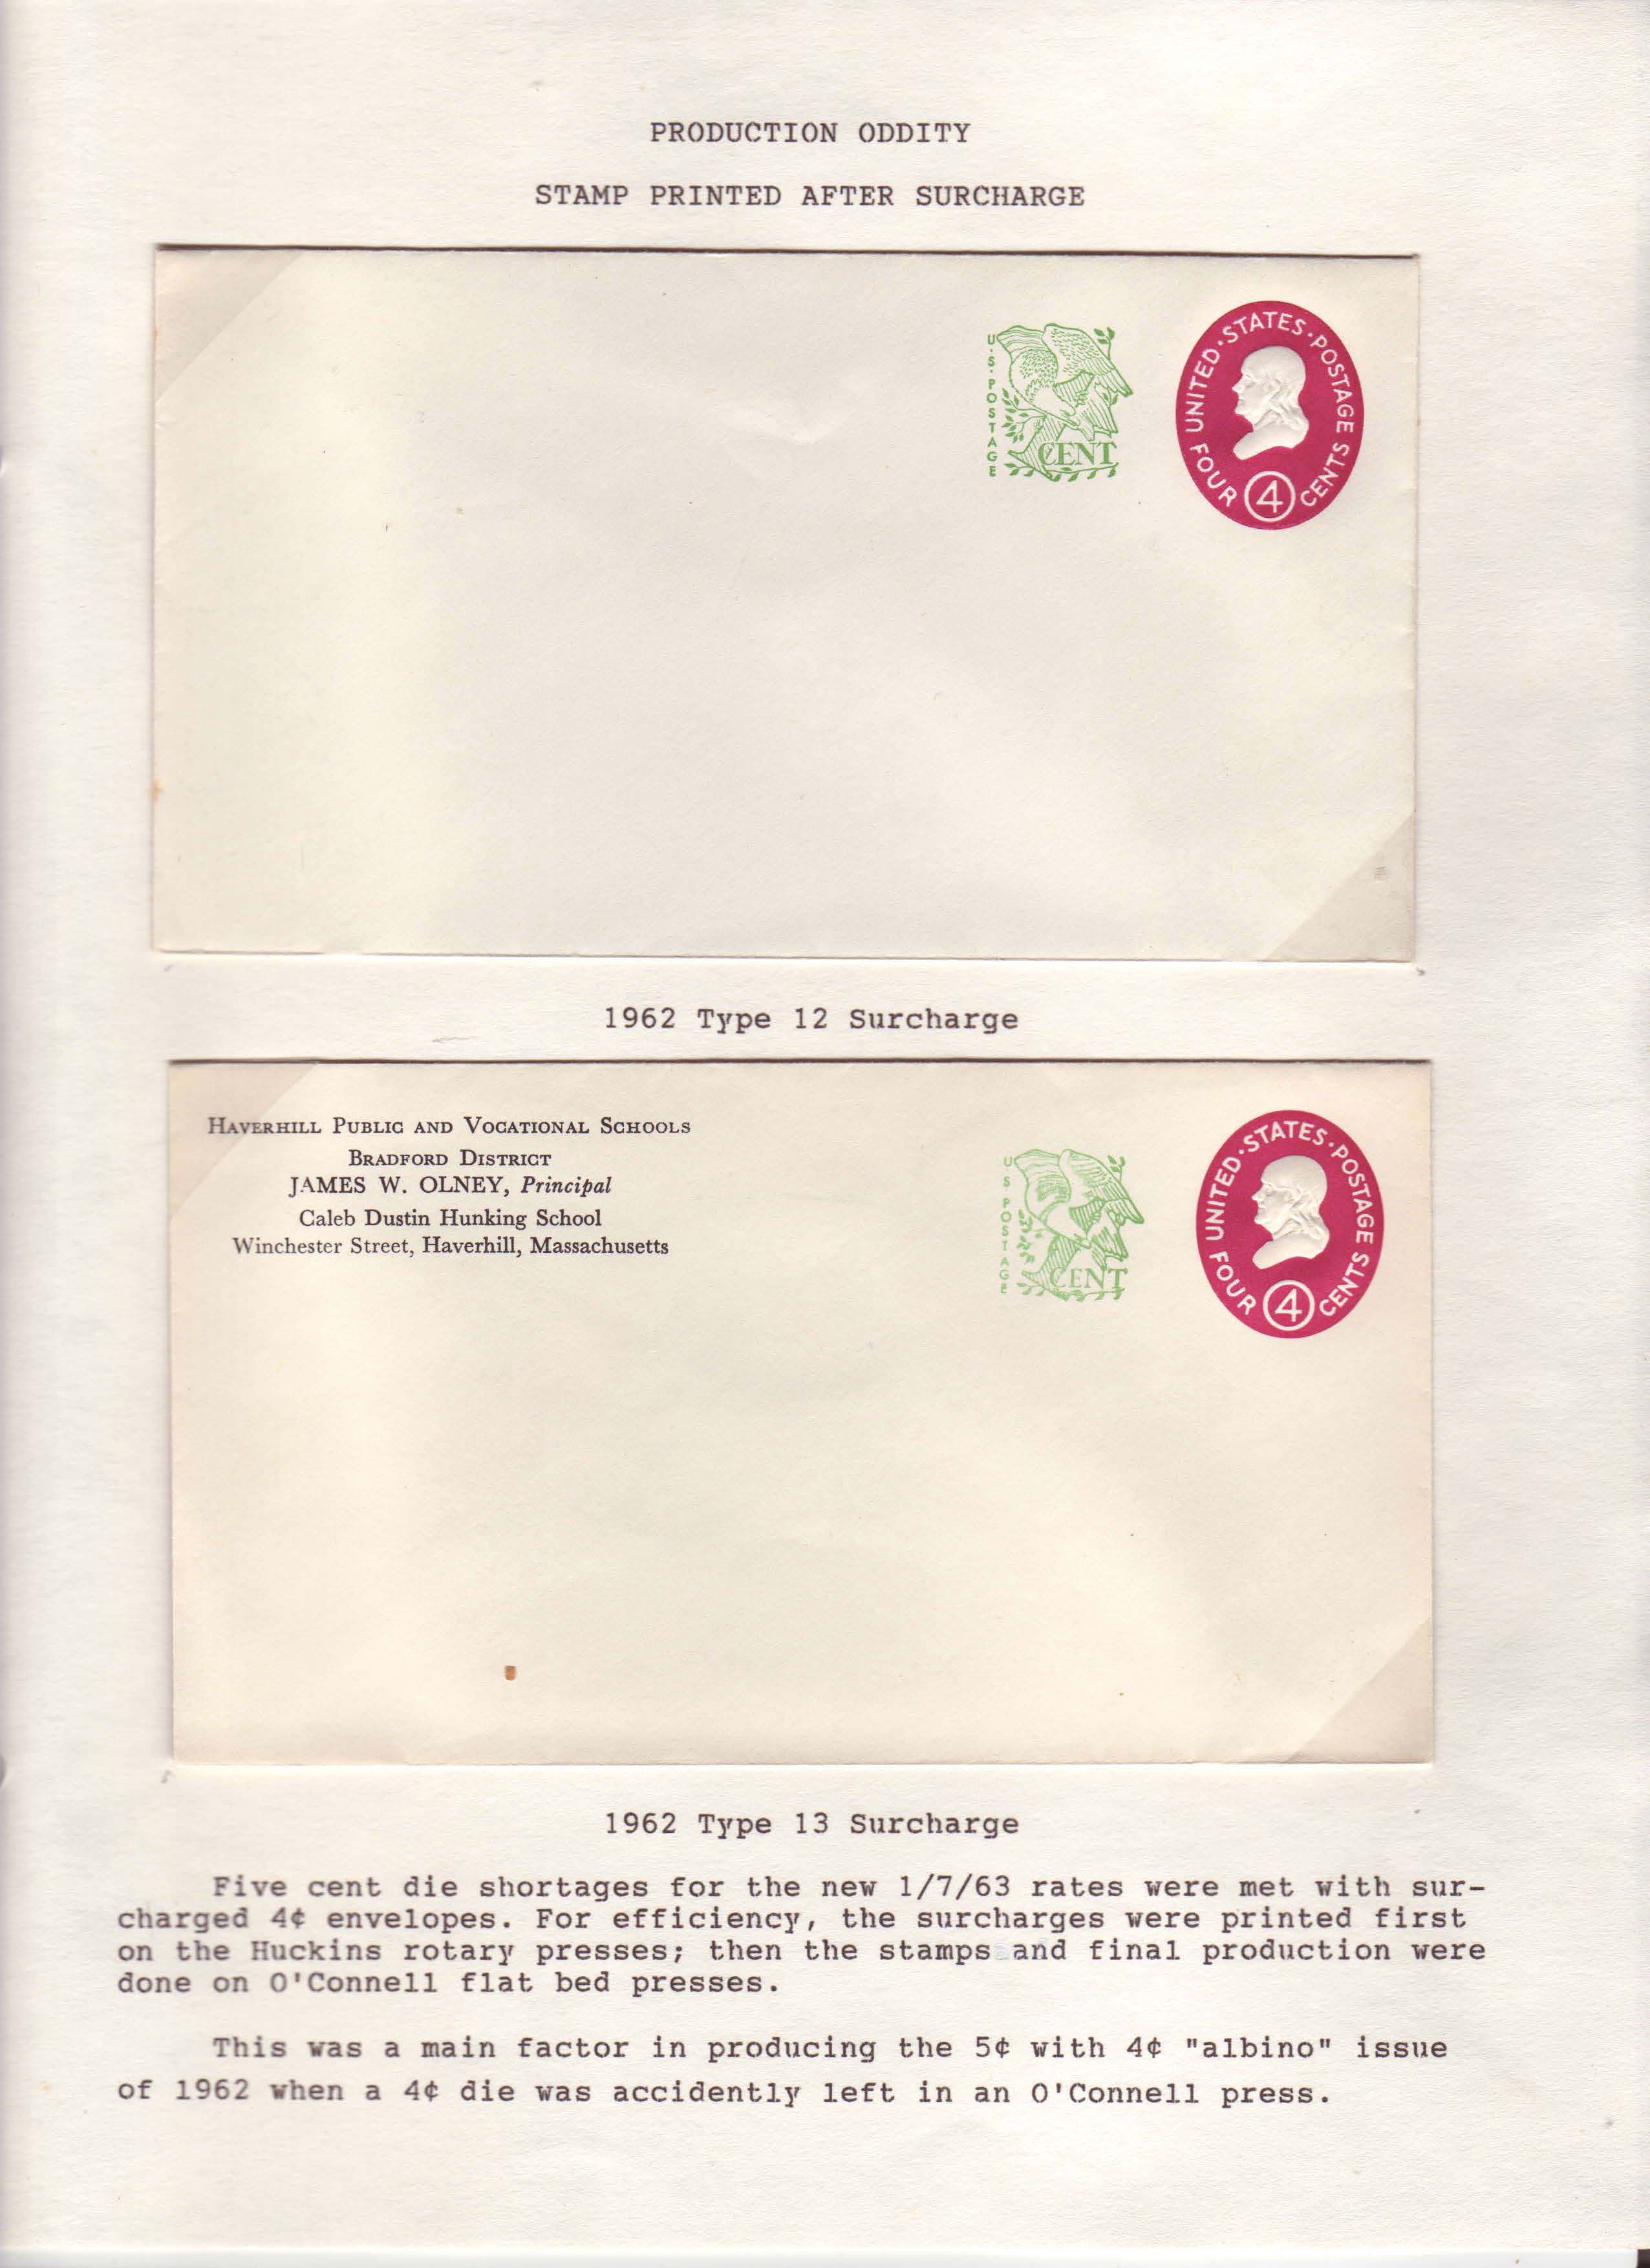 PRODUCTION ODDITY
STAMP PRINTED AFTER SURCHARGE
U.S.POSTAGE
CENT
UNITED·STATES·POSTAGE
FOUR 4 CENTS
1962 Type 12 Surcharge
HAVERHILL PUBLIC AND VOCATIONAL SCHOOLS
BRADFORD DISTRICT
JAMES W. OLNEY, Principal
Caleb Dustin Hunking School
Winchester Street, Haverhill, Massachusetts
US POSTAGE
CENT
UNITED·STATES·POSTAGE
FOUR 4 CENTS
1962 Type 13 Surcharge
Five cent die shortages for the new 1/7/63 rates were met with sur-
charged 4¢ envelopes. For efficiency, the surcharges were printed first
on the Huckins rotary presses; then the stamps and final production were
done on O'Connell flat bed presses.
This was a main factor in producing the 5¢ with 4¢ "albino" issue
of 1962 when a 4¢ die was accidently left in an O'Connell press.